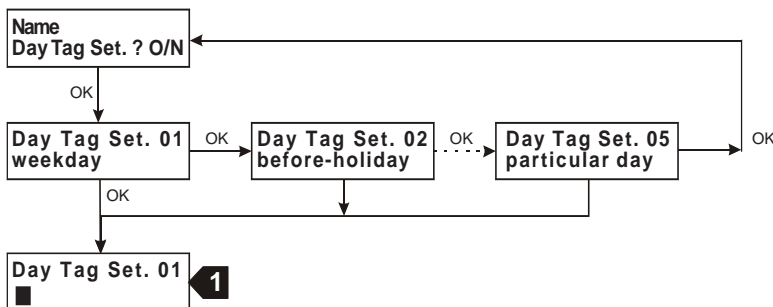 Name
Day Tag Set. ? O/N
OK
Day Tag Set. 01
weekday
OK
Day Tag Set. 02
before-holiday
OK
Day Tag Set. 05
particular day
OK
OK
Day Tag Set. 01
1